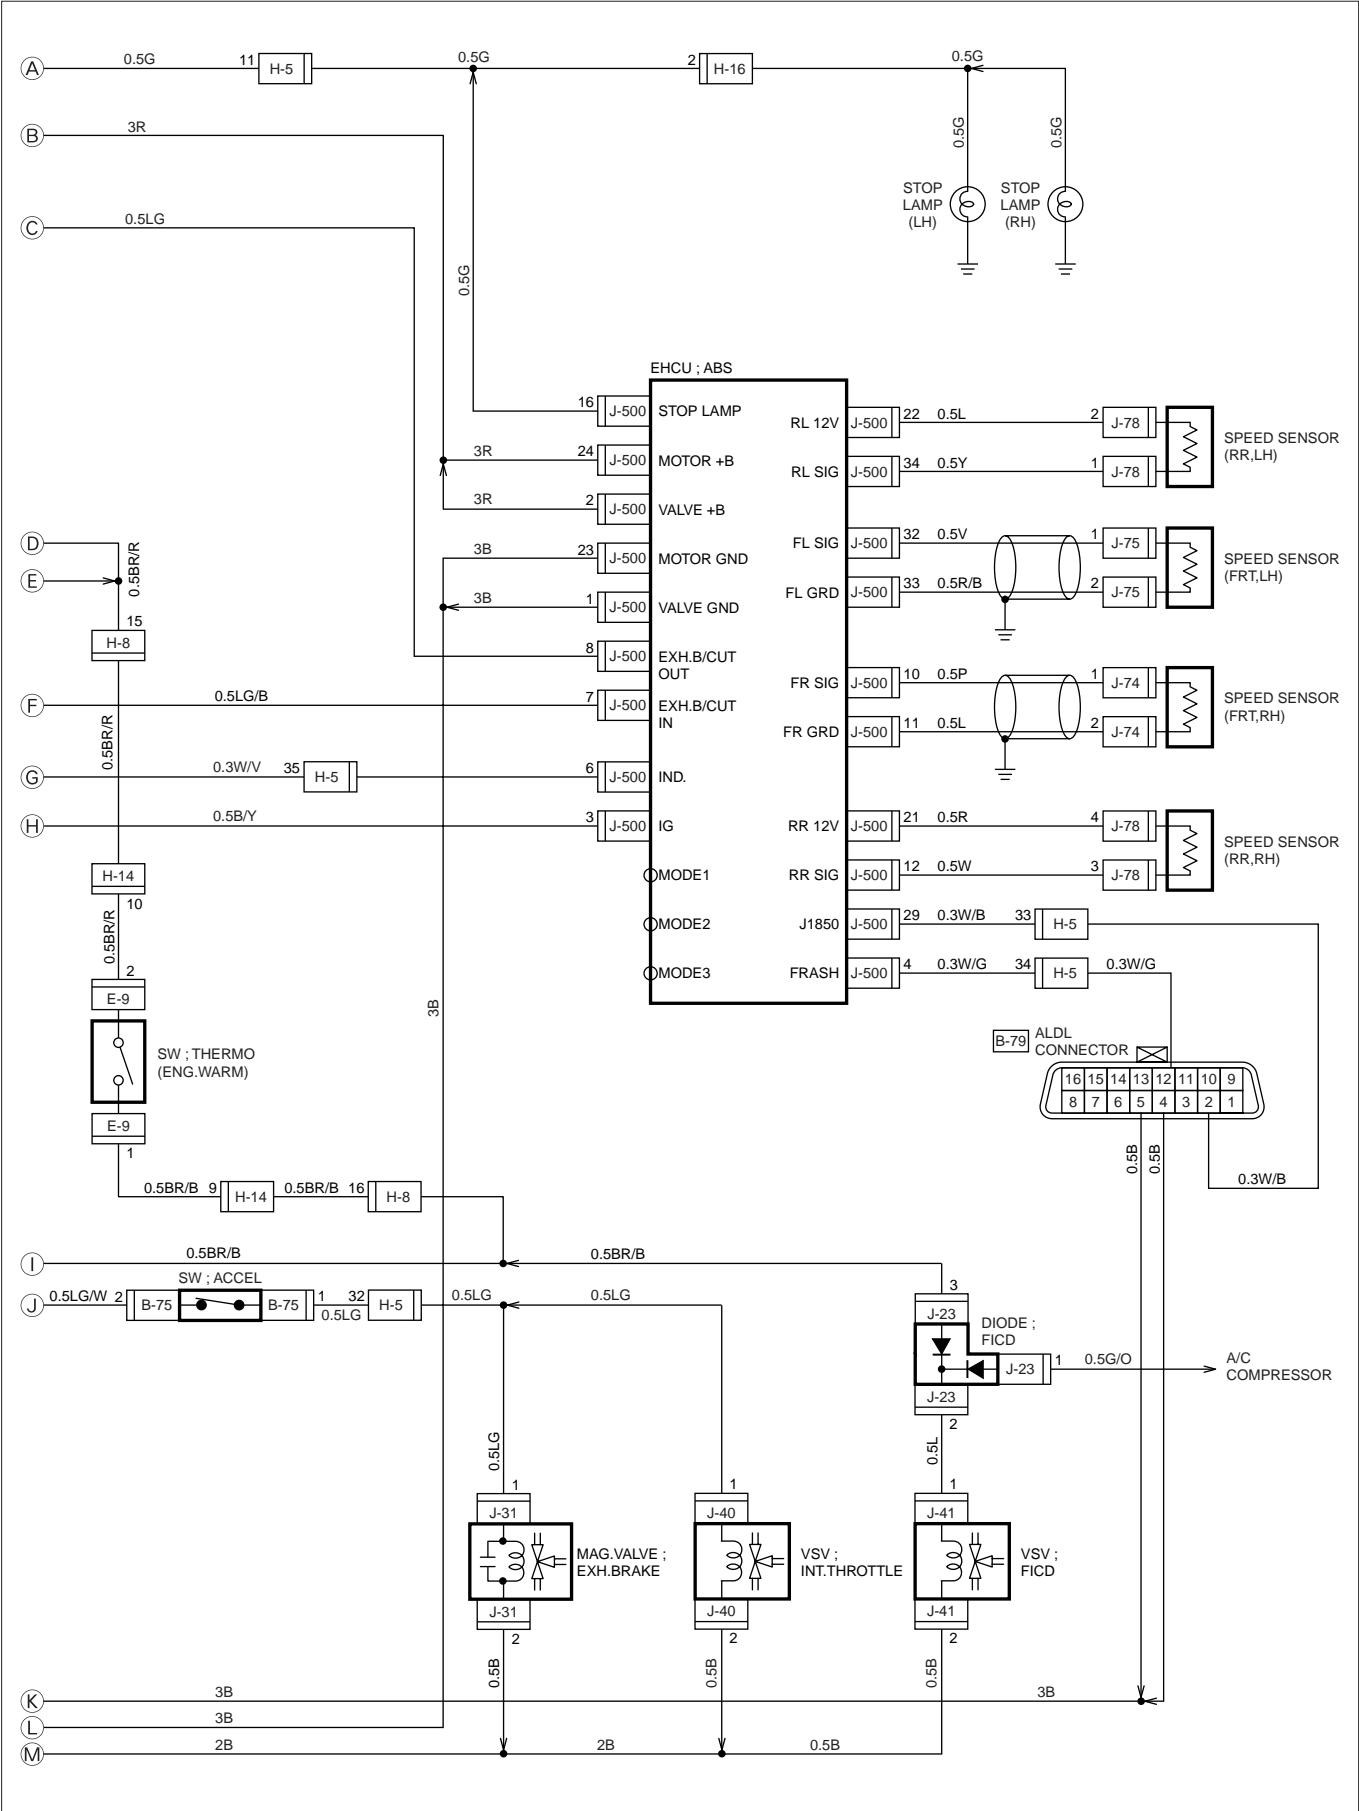 A 0.5G 11 H-5 0.5G 2 H-16 0.5G
0.5G 0.5G
B 3R
STOP LAMP (LH)
STOP LAMP (RH)
C 0.5LG
0.5G
EHCU ; ABS
16 J-500 STOP LAMP
3R 24 J-500 MOTOR +B
3R 2 J-500 VALVE +B
3B 23 J-500 MOTOR GND
3B 1 J-500 VALVE GND
8 J-500 EXH.B/CUT
OUT
F 0.5LG/B 7 J-500 EXH.B/CUT
IN
G 0.3W/V 35 H-5 6 J-500 IND.
H 0.5B/Y 3 J-500 IG
MODE1
MODE2
MODE3
RL 12V J-500 22 0.5L 2 J-78
RL SIG J-500 34 0.5Y 1 J-78
SPEED SENSOR
(RR,LH)
FL SIG J-500 32 0.5V 1 J-75
FL GRD J-500 33 0.5R/B 2 J-75
SPEED SENSOR
(FRT,LH)
FR SIG J-500 10 0.5P 1 J-74
FR GRD J-500 11 0.5L 2 J-74
SPEED SENSOR
(FRT,RH)
RR 12V J-500 21 0.5R 4 J-78
RR SIG J-500 12 0.5W 3 J-78
SPEED SENSOR
(RR,RH)
J1850 J-500 29 0.3W/B 33 H-5
FRASH J-500 4 0.3W/G 34 H-5 0.3W/G
D
E
0.5BR/R
15
H-8
0.5BR/R
H-14
10
0.5BR/R
2
E-9
SW ; THERMO
(ENG.WARM)
E-9
1
3B
B-79 ALDL
CONNECTOR
16 15 14 13 12 11 10 9
8 7 6 5 4 3 2 1
0.5B 0.5B
0.3W/B
0.5BR/B 9 H-14 0.5BR/B 16 H-8
I 0.5BR/B 0.5BR/B
SW ; ACCEL
J 0.5LG/W 2 B-75 B-75 1 0.5LG 32 H-5 0.5LG 0.5LG
3
J-23
DIODE ;
FICD
J-23 1 0.5G/O A/C
COMPRESSOR
J-23
2
0.5LG
0.5L
1 1 1
J-31 J-40 J-41
MAG.VALVE ;
EXH.BRAKE
VSV ;
INT.THROTTLE
VSV ;
FICD
J-31 J-40 J-41
2 2 2
0.5B 0.5B 0.5B
K 3B 3B
L 3B
M 2B 2B 0.5B